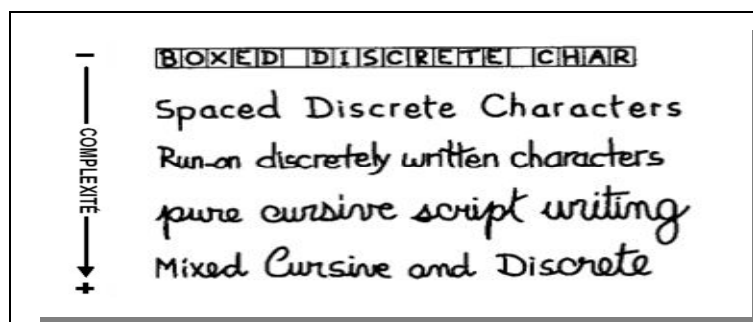 BOXED DISCRETE CHAR
Spaced Discrete Characters
Run-on discretely written characters
pure cursive script writing
Mixed Cursive and Discrete
− COMPLEXITÉ +